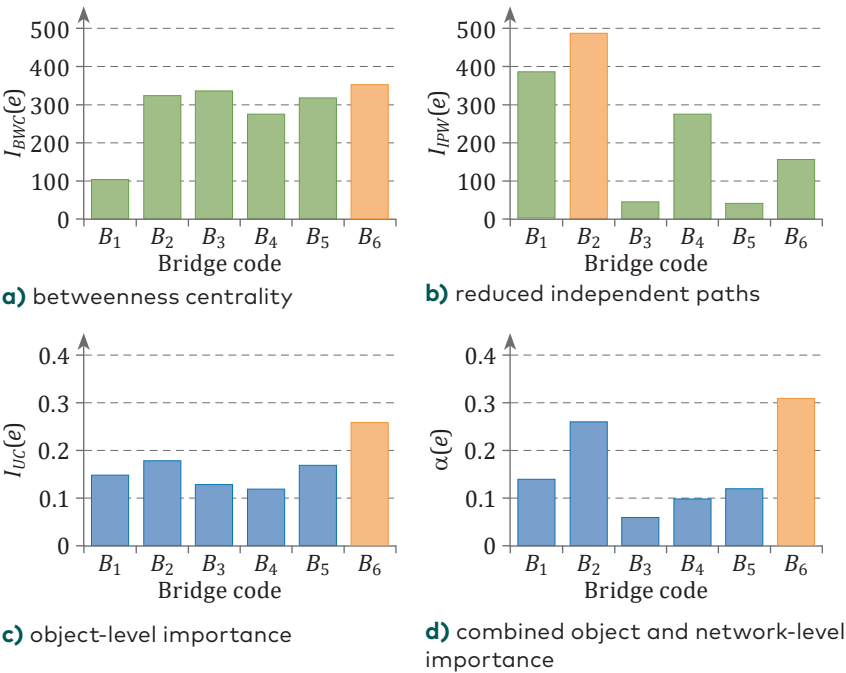 500
400
300
200
100
0
I_BWC(e)
B1 B2 B3 B4 B5 B6
Bridge code
a) betweenness centrality
500
400
300
200
100
0
I_IPW(e)
B1 B2 B3 B4 B5 B6
Bridge code
b) reduced independent paths
0.4
0.3
0.2
0.1
0
I_UC(e)
B1 B2 B3 B4 B5 B6
Bridge code
c) object-level importance
0.4
0.3
0.2
0.1
0
α(e)
B1 B2 B3 B4 B5 B6
Bridge code
d) combined object and network-level
importance